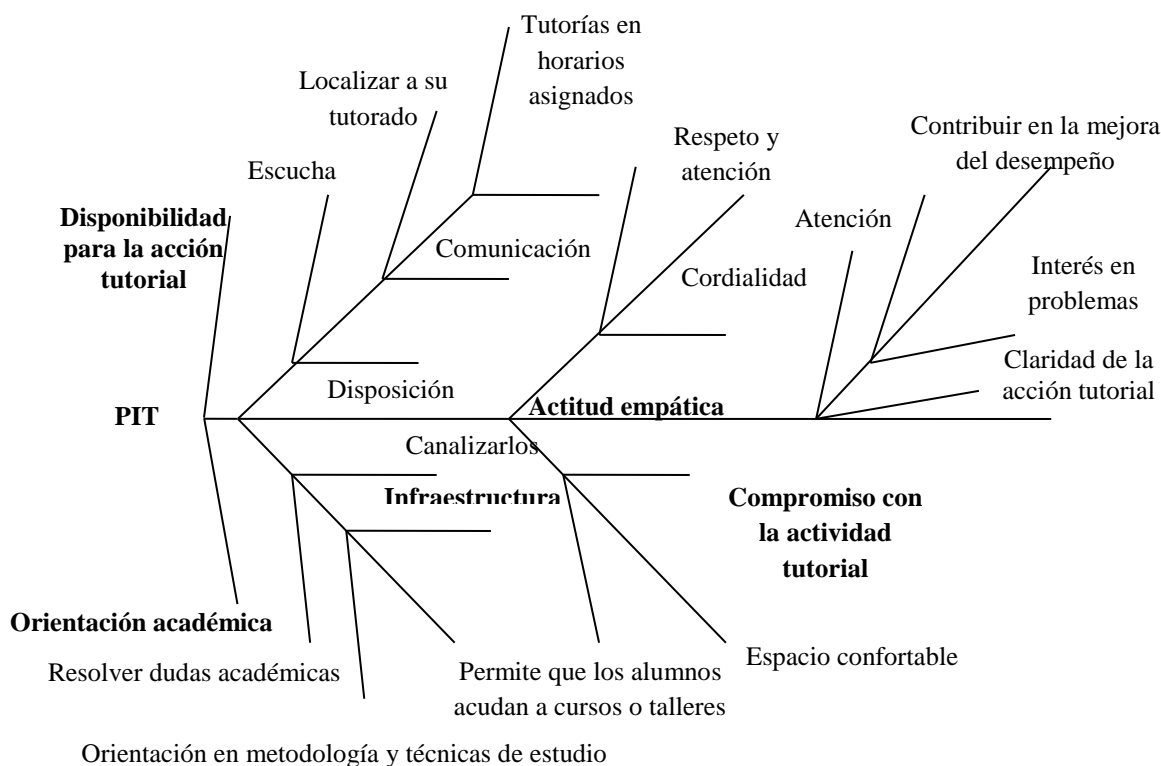 Tutorías en
horarios
asignados
Localizar a su
tutorado
Contribuir en la mejora
del desempeño
Respeto y
atención
Escucha
Disponibilidad
para la acción
tutorial
Atención
Comunicación
Cordialidad
Interés en
problemas
Claridad de la
acción tutorial
Disposición
PIT
Actitud empática
Canalizarlos
Infraestructura
Compromiso con
la actividad
tutorial
Orientación académica
Resolver dudas académicas
Permite que los alumnos
acudan a cursos o talleres
Espacio confortable
Orientación en metodología y técnicas de estudio